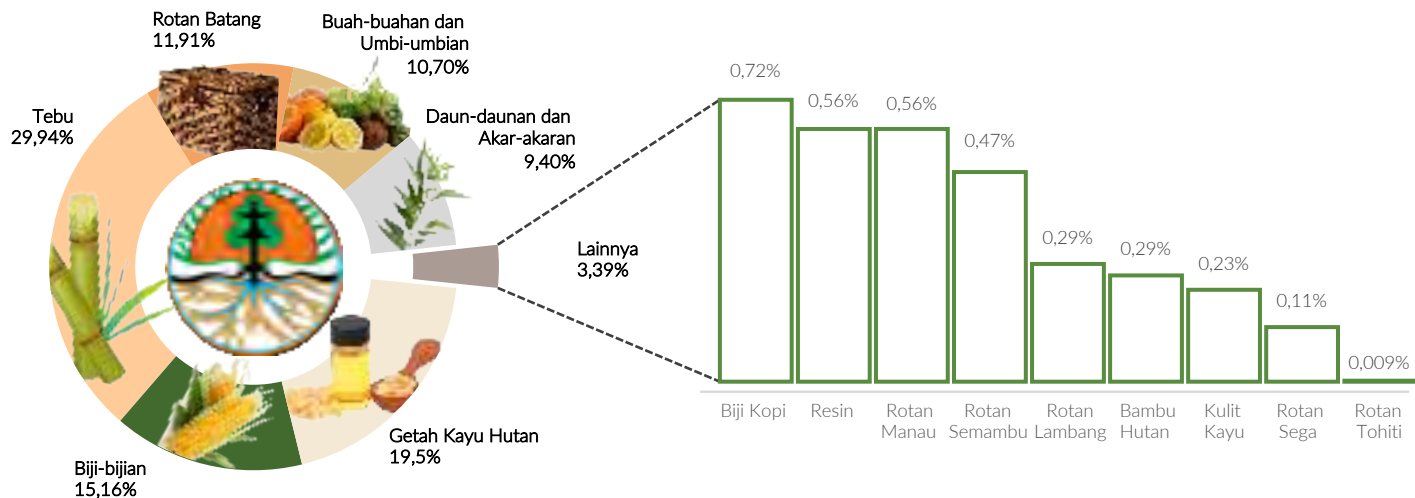 Rotan Batang
11,91%
Buah-buahan dan
Umbi-umbian
10,70%
Tebu
29,94%
Daun-daunan dan
Akar-akaran
9,40%
Lainnya
3,39%
Getah Kayu Hutan
19,5%
Biji-bijian
15,16%
0,72%
0,56%
0,56%
0,47%
0,29%
0,29%
0,23%
0,11%
0,009%
Biji Kopi
Resin
Rotan
Manau
Rotan
Semambu
Rotan
Lambang
Bambu
Hutan
Kulit
Kayu
Rotan
Sega
Rotan
Tohiti